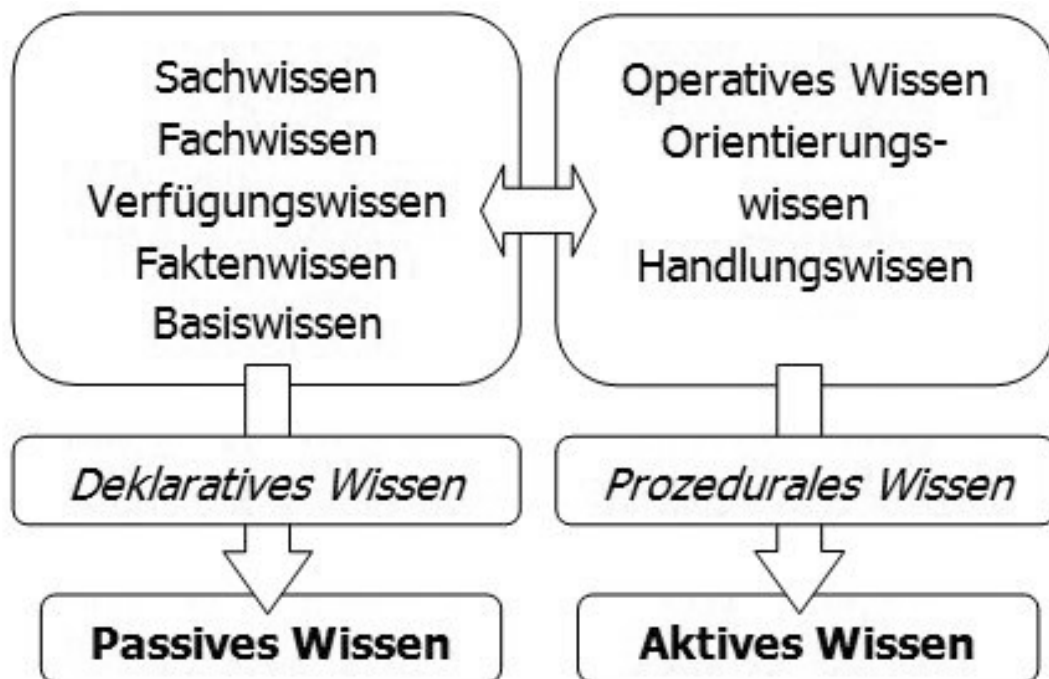 Sachwissen
Fachwissen
Verfügungswissen
Faktenwissen
Basiswissen
Operatives Wissen
Orientierungs-
wissen
Handlungswissen
Deklaratives Wissen
Prozedurales Wissen
Passives Wissen
Aktives Wissen